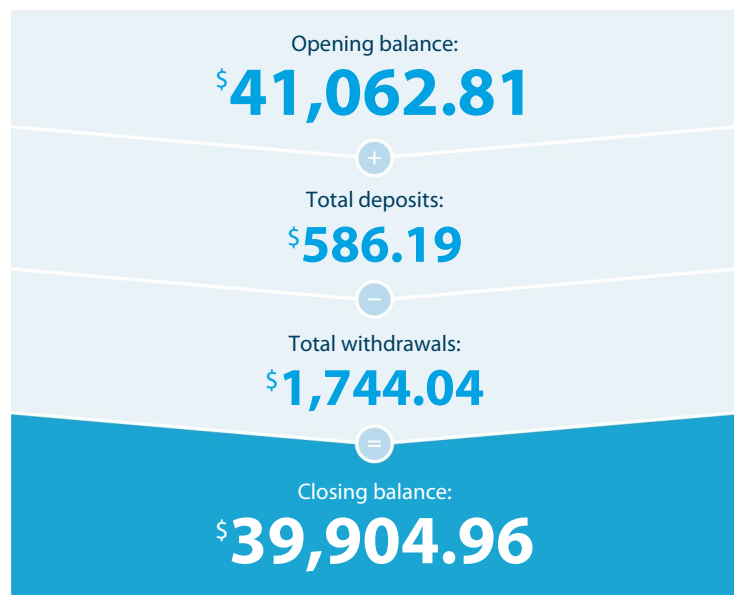 Opening balance:
$41,062.81
+
Total deposits:
$586.19
−
Total withdrawals:
$1,744.04
=
Closing balance:
$39,904.96